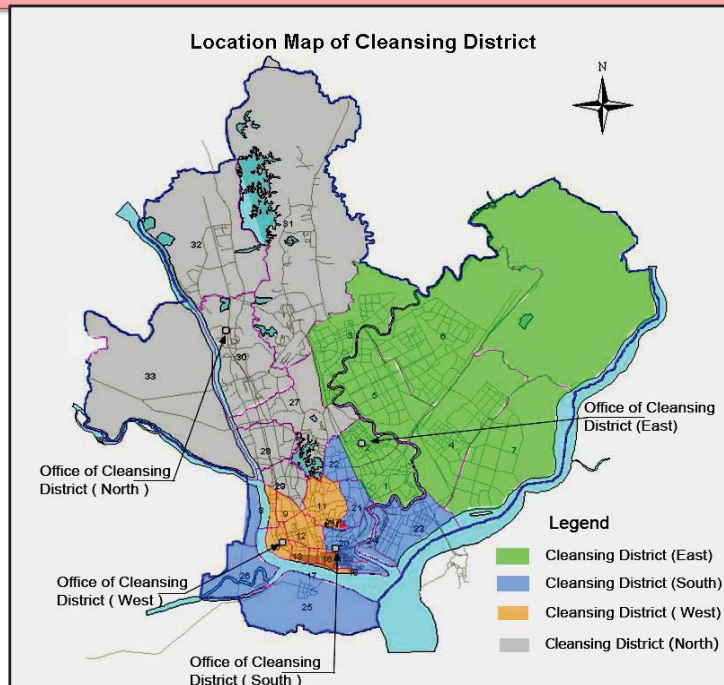 Location Map of Cleansing District
N
31
32
3
6
30
33
5
27
Office of Cleansing
District (East)
2
4
7
28
22
Office of Cleansing
District ( North )
1
29
11
21
8
9
23
Legend
12
20
24
Cleansing District (East)
13
16
Office of Cleansing
District ( West )
26
17
18
Cleansing District (South)
25
Cleansing District ( West)
Cleansing District (North)
Office of Cleansing
District ( South )